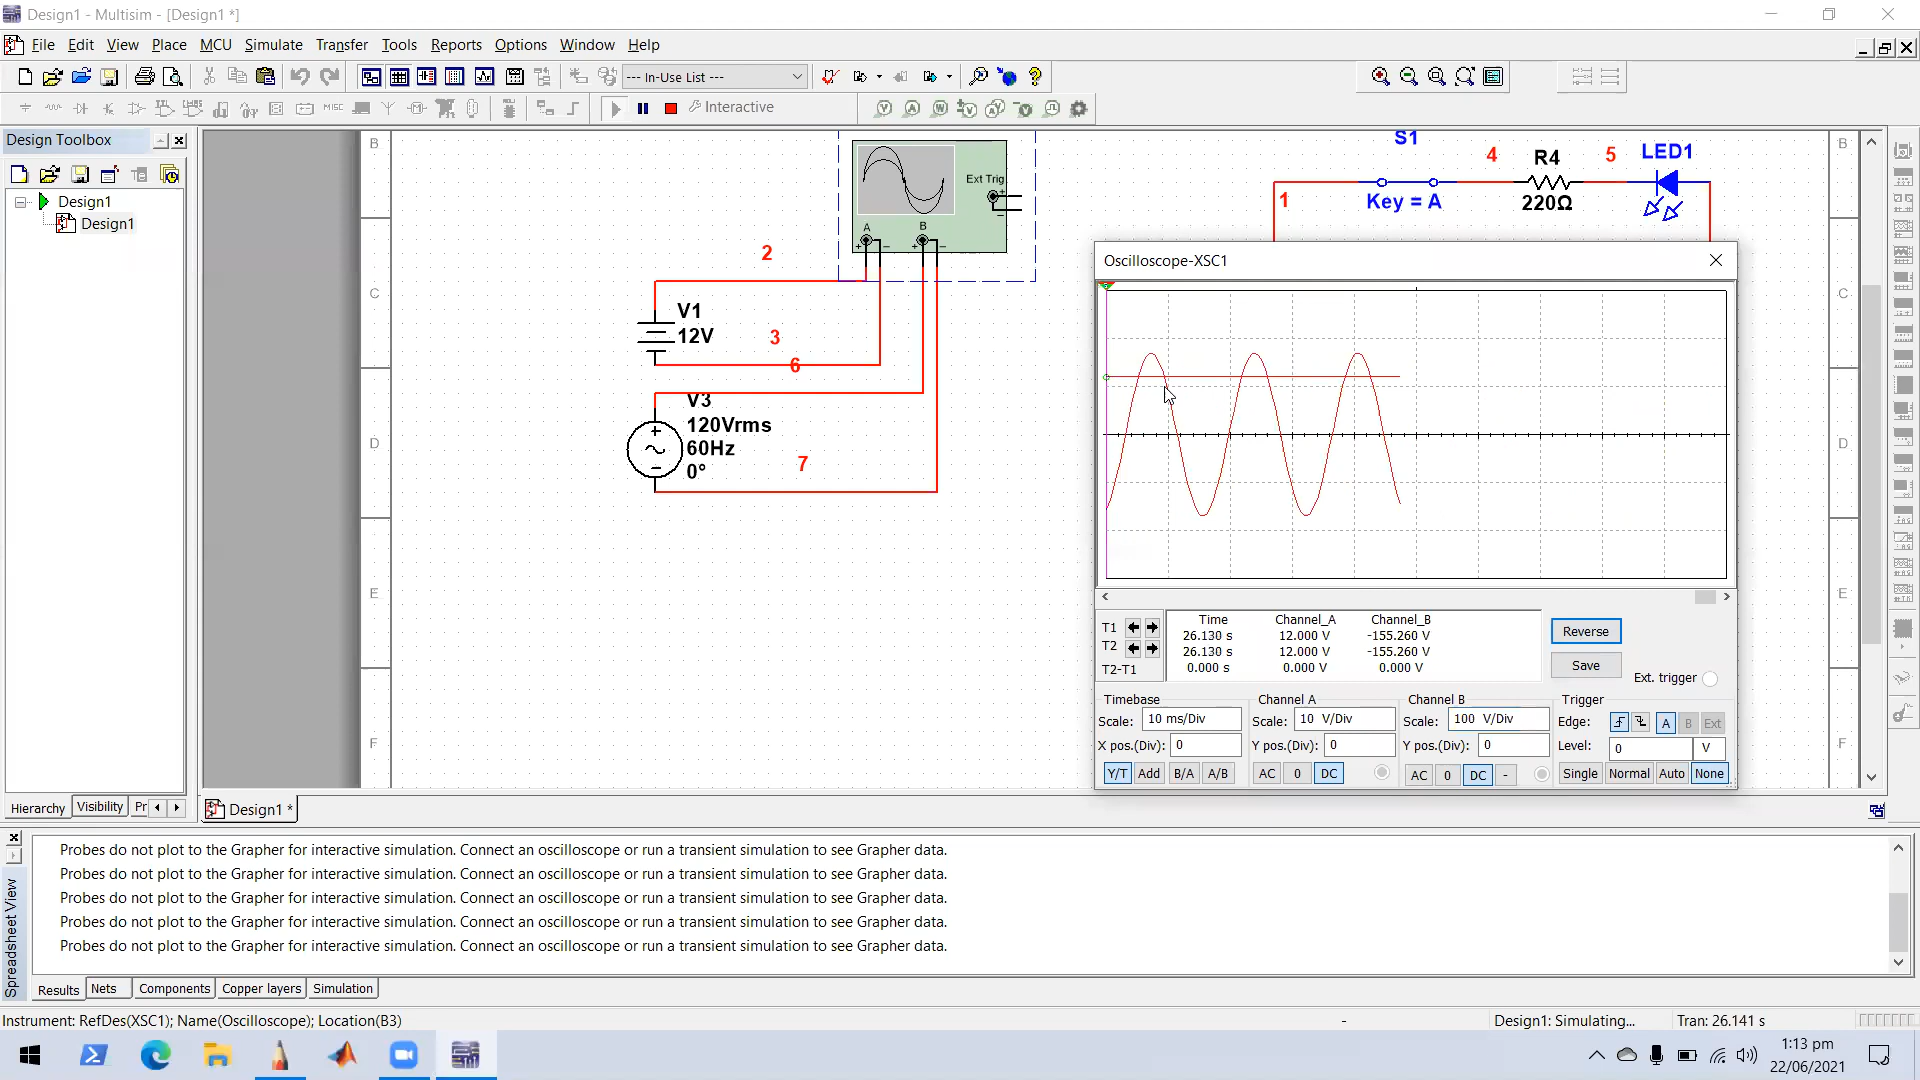 Design1 - Multisim - [Design1 *]
File Edit View Place MCU Simulate Transfer Tools Reports Options Window Help
--- In-Use List ---
MISC
Interactive
Design Toolbox
Design1
Design1
Hierarchy Visibility Pr
B
C
D
E
F
Ext Trig
A B
2
V1
12V
3
6
V3
120Vrms
60Hz
0°
7
S1
4 R4 5 LED1
1 Key = A 220Ω
B
C
D
E
F
Oscilloscope-XSC1
Time Channel_A Channel_B
T1 26.130 s 12.000 V -155.260 V
T2 26.130 s 12.000 V -155.260 V
T2-T1 0.000 s 0.000 V 0.000 V
Reverse
Save
Ext. trigger
Timebase Channel A Channel B Trigger
Scale: 10 ms/Div Scale: 10 V/Div Scale: 100 V/Div Edge: A B Ext
X pos.(Div): 0 Y pos.(Div): 0 Y pos.(Div): 0 Level: 0 V
Y/T Add B/A A/B AC 0 DC AC 0 DC - Single Normal Auto None
Design1 *
Spreadsheet View
Probes do not plot to the Grapher for interactive simulation. Connect an oscilloscope or run a transient simulation to see Grapher data.
Probes do not plot to the Grapher for interactive simulation. Connect an oscilloscope or run a transient simulation to see Grapher data.
Probes do not plot to the Grapher for interactive simulation. Connect an oscilloscope or run a transient simulation to see Grapher data.
Probes do not plot to the Grapher for interactive simulation. Connect an oscilloscope or run a transient simulation to see Grapher data.
Probes do not plot to the Grapher for interactive simulation. Connect an oscilloscope or run a transient simulation to see Grapher data.
Results Nets Components Copper layers Simulation
Instrument: RefDes(XSC1); Name(Oscilloscope); Location(B3) - Design1: Simulating... Tran: 26.141 s
1:13 pm
22/06/2021